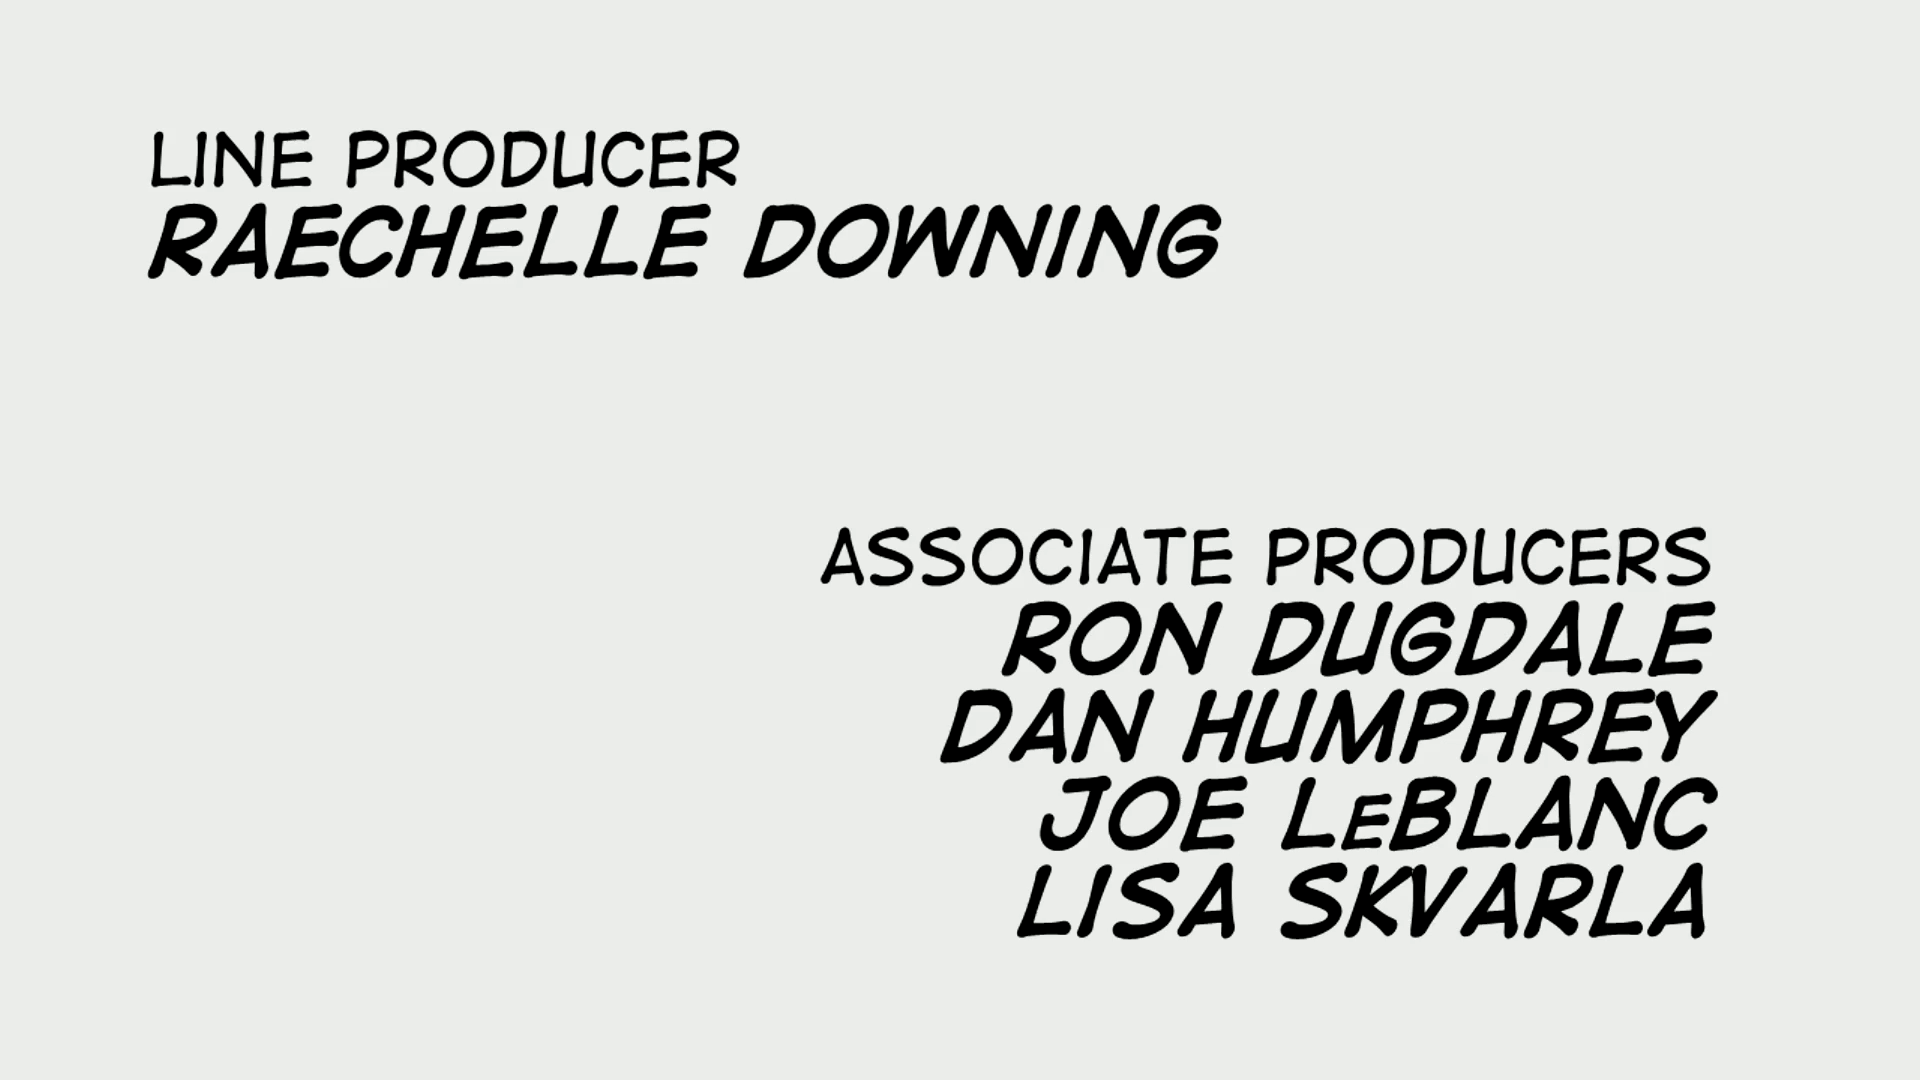 LINE PRODUCER
RAECHELLE DOWNING
ASSOCIATE PRODUCERS
RON DUGDALE
DAN HUMPHREY
JOE LeBLANC
LISA SKVARLA